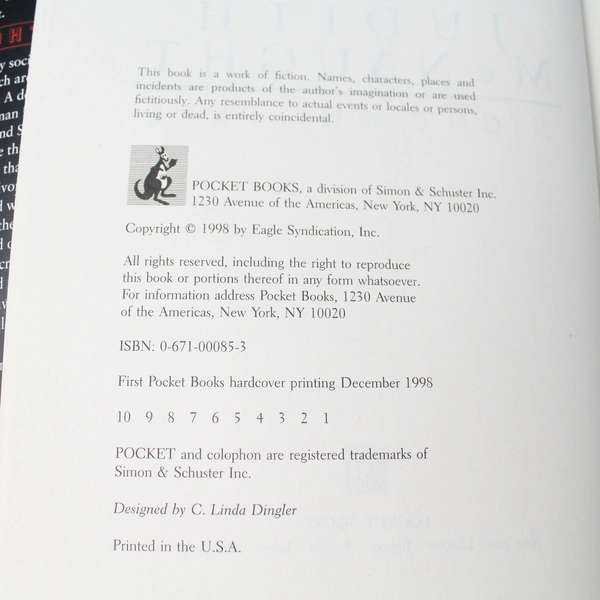 This book is a work of fiction. Names, characters, places and
incidents are products of the author's imagination or are used
fictitiously. Any resemblance to actual events or locales or persons,
living or dead, is entirely coincidental.
POCKET BOOKS, a division of Simon & Schuster Inc.
1230 Avenue of the Americas, New York, NY 10020
Copyright © 1998 by Eagle Syndication, Inc.
All rights reserved, including the right to reproduce
this book or portions thereof in any form whatsoever.
For information address Pocket Books, 1230 Avenue
of the Americas, New York, NY 10020
ISBN: 0-671-00085-3
First Pocket Books hardcover printing December 1998
10 9 8 7 6 5 4 3 2 1
POCKET and colophon are registered trademarks of
Simon & Schuster Inc.
Designed by C. Linda Dingler
Printed in the U.S.A.